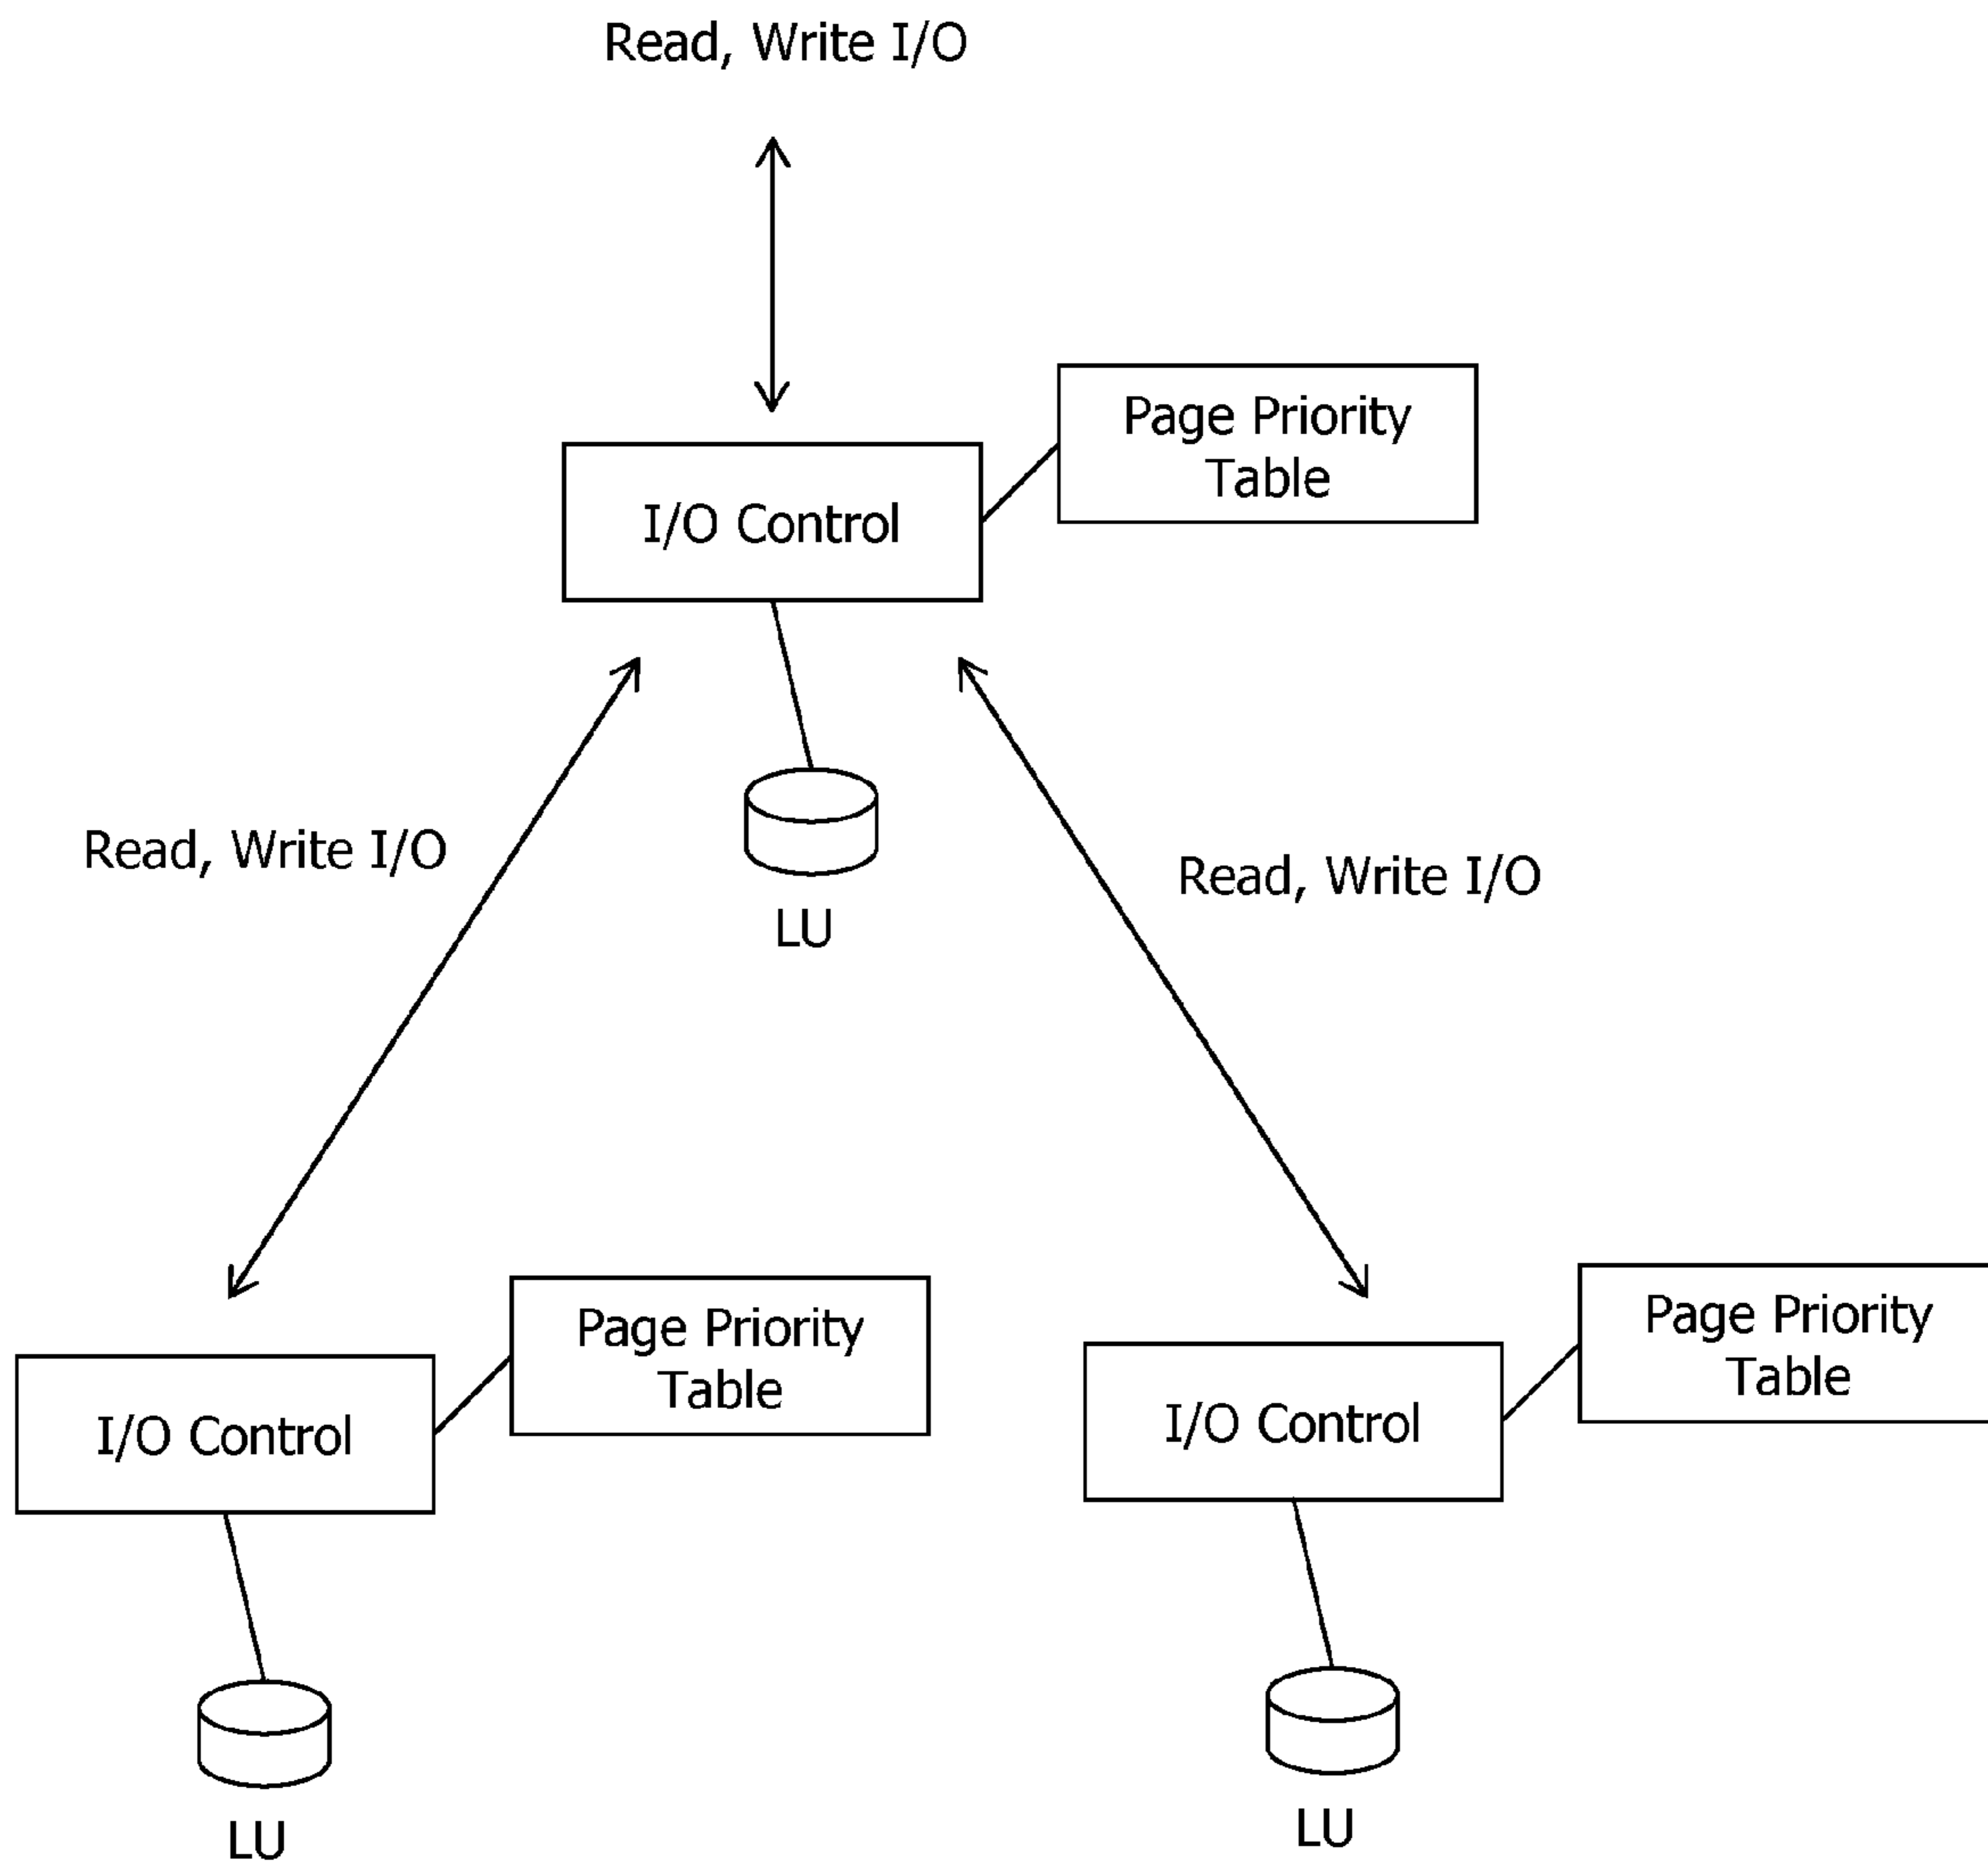 Read, Write I/O
Page Priority
Table
I/O Control
Read, Write I/O
Read, Write I/O
LU
Page Priority
Table
I/O Control
Page Priority
Table
I/O Control
LU
LU